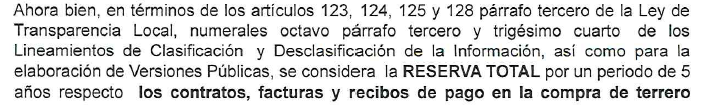 Ahora bien, en términos de los artículos 123, 124, 125 y 128 párrafo tercero de la Ley de
Transparencia Local, numerales octavo párrafo tercero y trigésimo cuarto de los
Lineamientos de Clasificación y Desclasificación de la Información, así como para la
elaboración de Versiones Públicas, se considera la RESERVA TOTAL por un periodo de 5
años respecto los contratos, facturas y recibos de pago en la compra de terrero